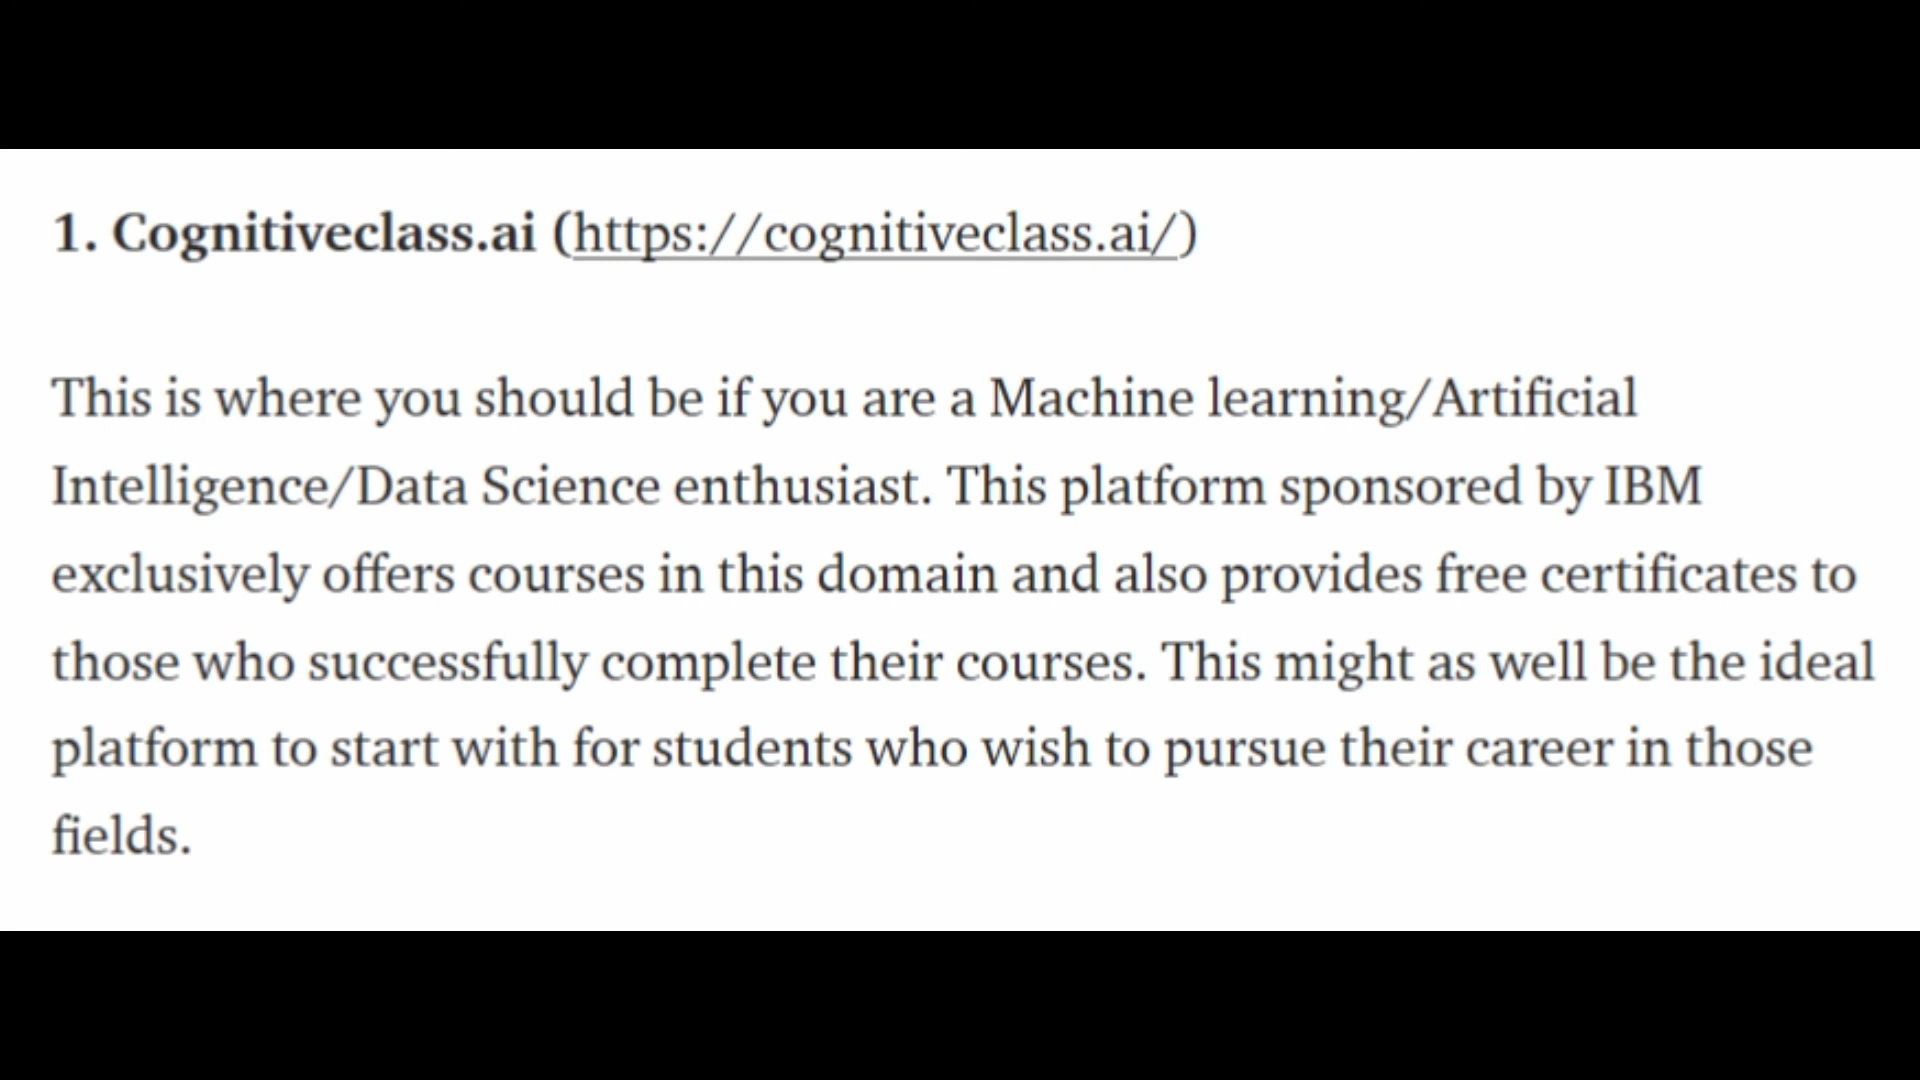 1. Cognitiveclass.ai (https://cognitiveclass.ai/)
This is where you should be if you are a Machine learning/Artificial
Intelligence/Data Science enthusiast. This platform sponsored by IBM
exclusively offers courses in this domain and also provides free certificates to
those who successfully complete their courses. This might as well be the ideal
platform to start with for students who wish to pursue their career in those
fields.